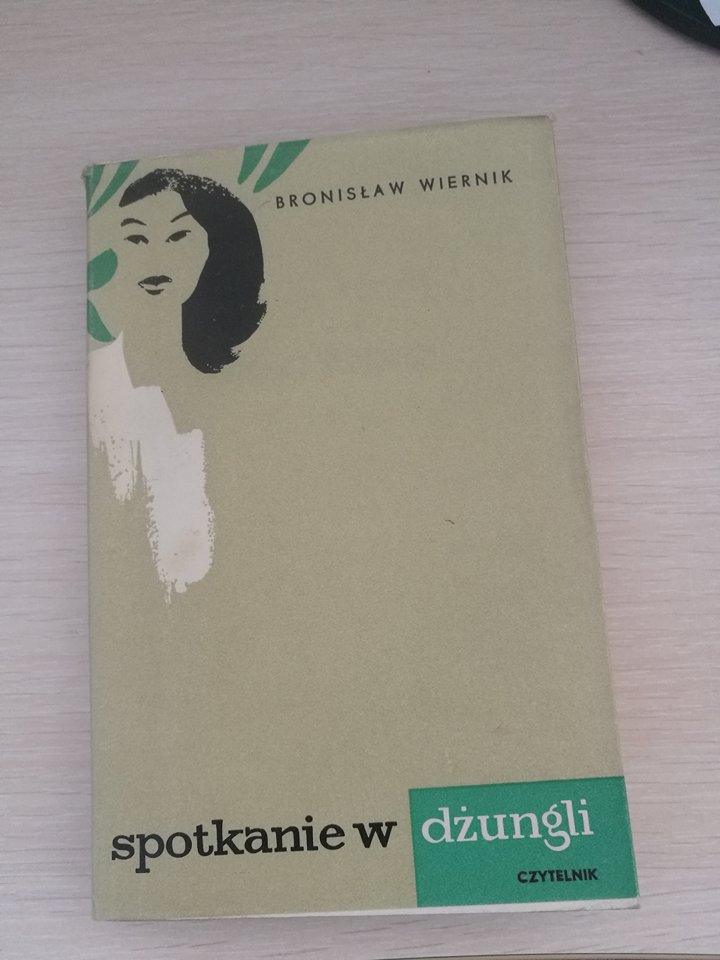 BRONISŁAW WIERNIK
spotkanie w dżungli
CZYTELNIK